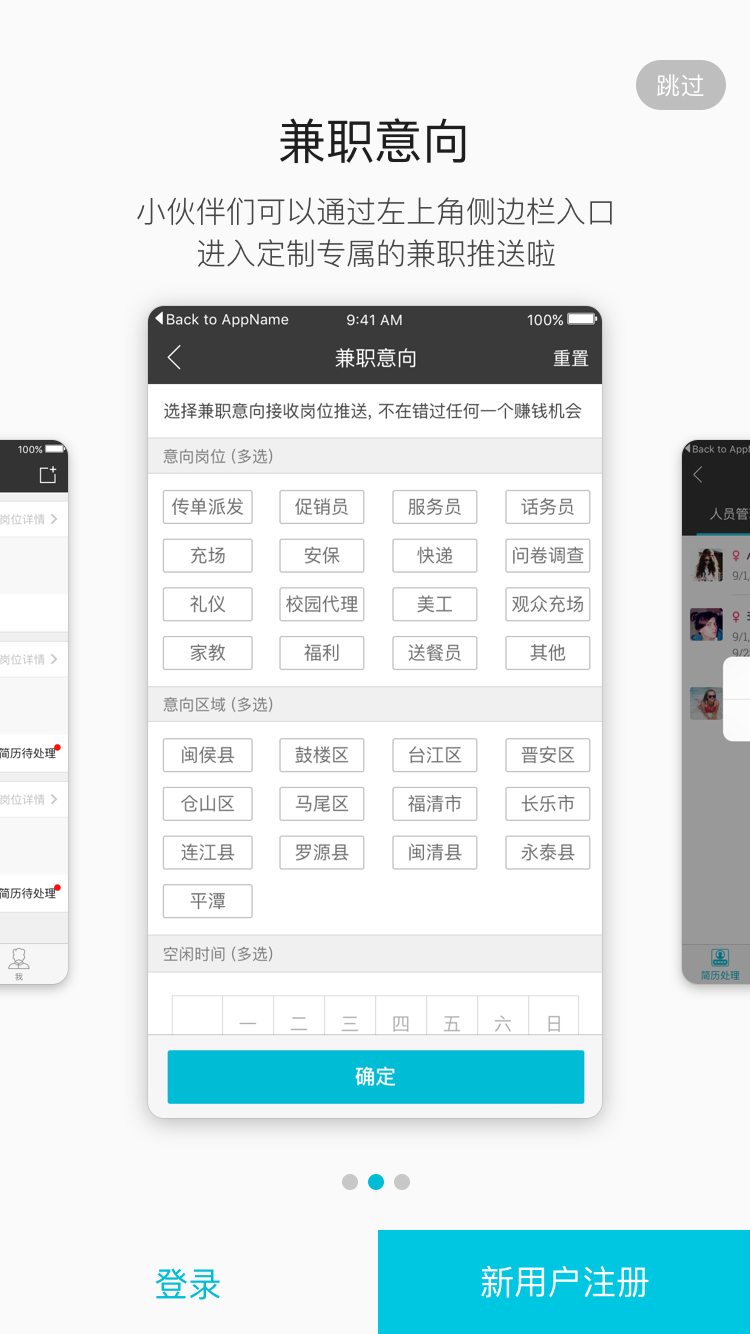 跳过
兼职意向
小伙伴们可以通过左上角侧边栏入口
进入定制专属的兼职推送啦
Back to AppName 9:41 AM 100%
兼职意向 重置
选择兼职意向接收岗位推送, 不在错过任何一个赚钱机会
意向岗位 (多选)
传单派发 促销员 服务员 话务员
充场 安保 快递 问卷调查
礼仪 校园代理 美工 观众充场
家教 福利 送餐员 其他
意向区域 (多选)
闽侯县 鼓楼区 台江区 晋安区
仓山区 马尾区 福清市 长乐市
连江县 罗源县 闽清县 永泰县
平潭
空闲时间 (多选)
一 二 三 四 五 六 日
确定
100%
岗位详情
岗位详情
简历待处理
岗位详情
简历待处理
我
Back to App
人员管
9/1,
9/1,
9/2
简历处理
登录
新用户注册